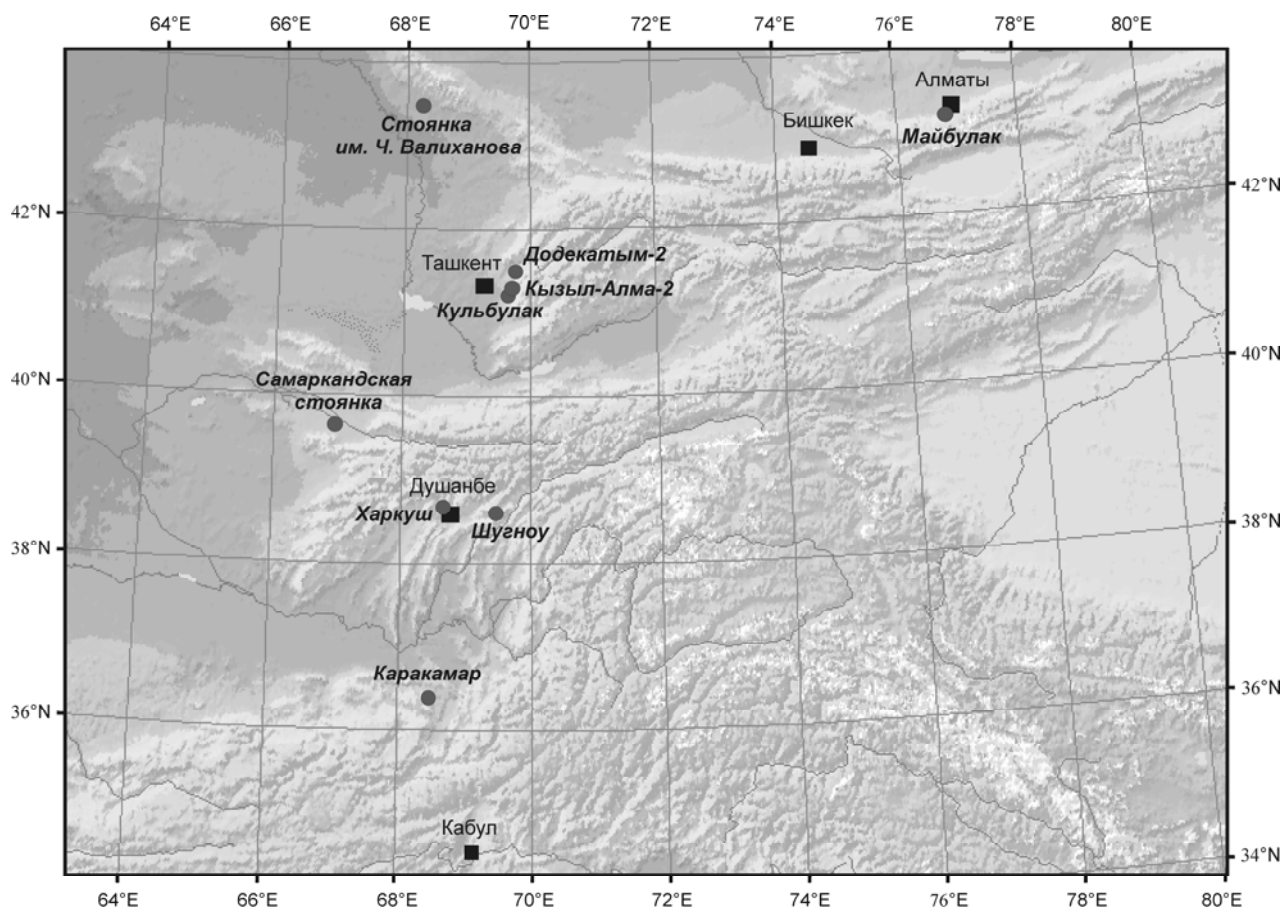 64°E 66°E 68°E 70°E 72°E 74°E 76°E 78°E 80°E
Алматы
Бишкек
Майбулак
Стоянка
им. Ч. Валиханова
42°N
42°N
Ташкент
Додекатым-2
Кызыл-Алма-2
Кульбулак
40°N
40°N
Самаркандская
стоянка
Душанбе
Харкуш
Шугноу
38°N
38°N
Каракамар
36°N
36°N
Кабул
34°N
64°E 66°E 68°E 70°E 72°E 74°E 76°E 78°E 80°E